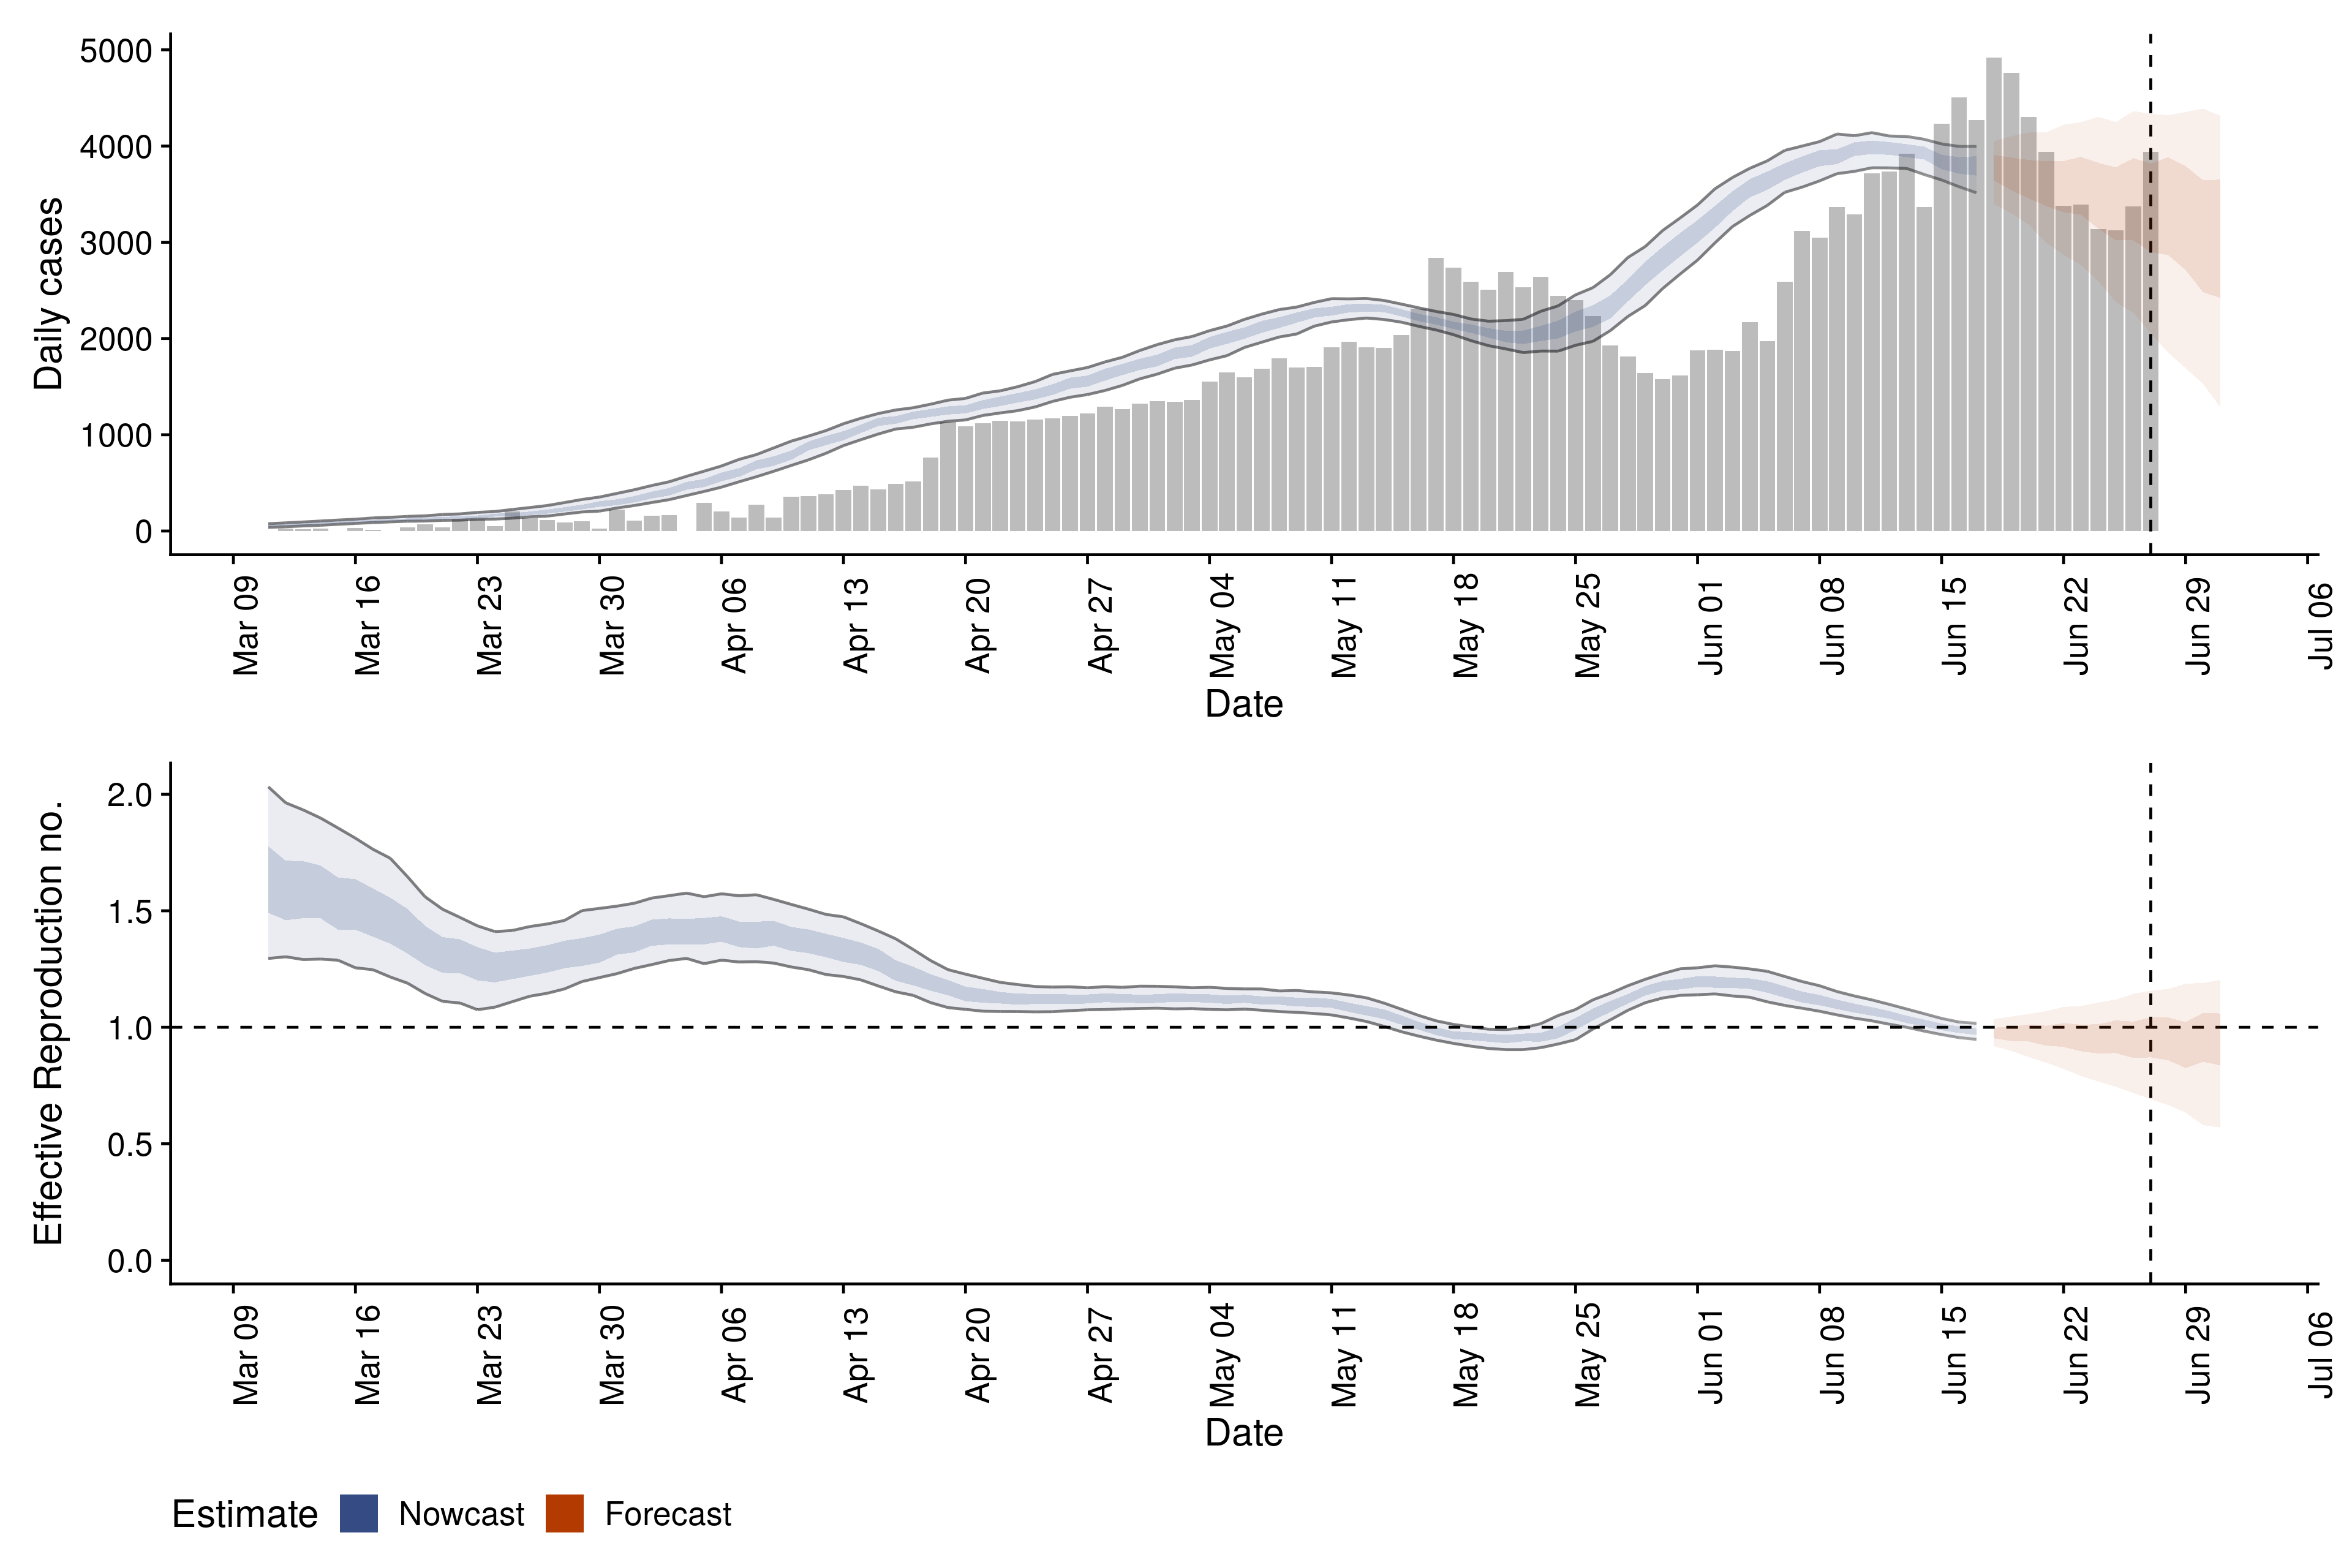 Daily cases
5000
4000
3000
2000
1000
0
Mar 09
Mar 16
Mar 23
Mar 30
Apr 06
Apr 13
Apr 20
Apr 27
May 04
May 11
May 18
May 25
Jun 01
Jun 08
Jun 15
Jun 22
Jun 29
Jul 06
Date
Effective Reproduction no.
2.0
1.5
1.0
0.5
0.0
Mar 09
Mar 16
Mar 23
Mar 30
Apr 06
Apr 13
Apr 20
Apr 27
May 04
May 11
May 18
May 25
Jun 01
Jun 08
Jun 15
Jun 22
Jun 29
Jul 06
Date
Estimate Nowcast Forecast